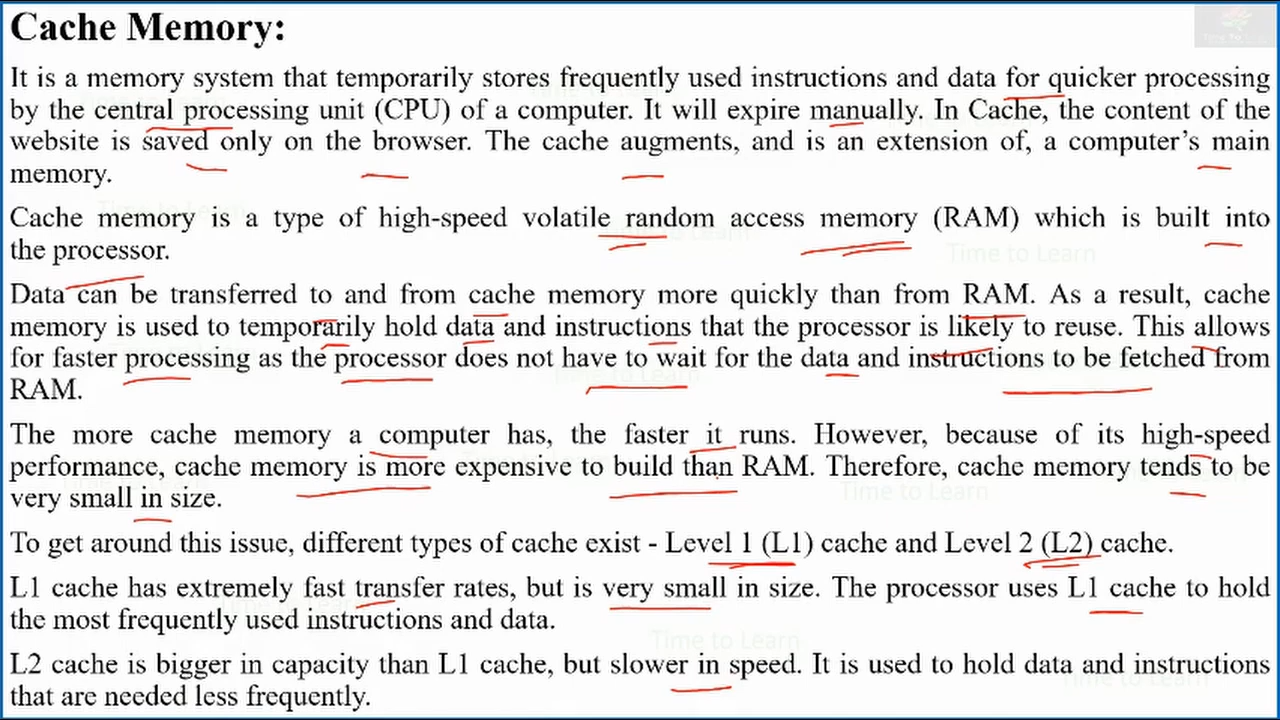 Cache Memory:
It is a memory system that temporarily stores frequently used instructions and data for quicker processing
by the central processing unit (CPU) of a computer. It will expire manually. In Cache, the content of the
website is saved only on the browser. The cache augments, and is an extension of, a computer’s main
memory.
Cache memory is a type of high-speed volatile random access memory (RAM) which is built into
the processor.
Data can be transferred to and from cache memory more quickly than from RAM. As a result, cache
memory is used to temporarily hold data and instructions that the processor is likely to reuse. This allows
for faster processing as the processor does not have to wait for the data and instructions to be fetched from
RAM.
The more cache memory a computer has, the faster it runs. However, because of its high-speed
performance, cache memory is more expensive to build than RAM. Therefore, cache memory tends to be
very small in size.
To get around this issue, different types of cache exist - Level 1 (L1) cache and Level 2 (L2) cache.
L1 cache has extremely fast transfer rates, but is very small in size. The processor uses L1 cache to hold
the most frequently used instructions and data.
L2 cache is bigger in capacity than L1 cache, but slower in speed. It is used to hold data and instructions
that are needed less frequently.